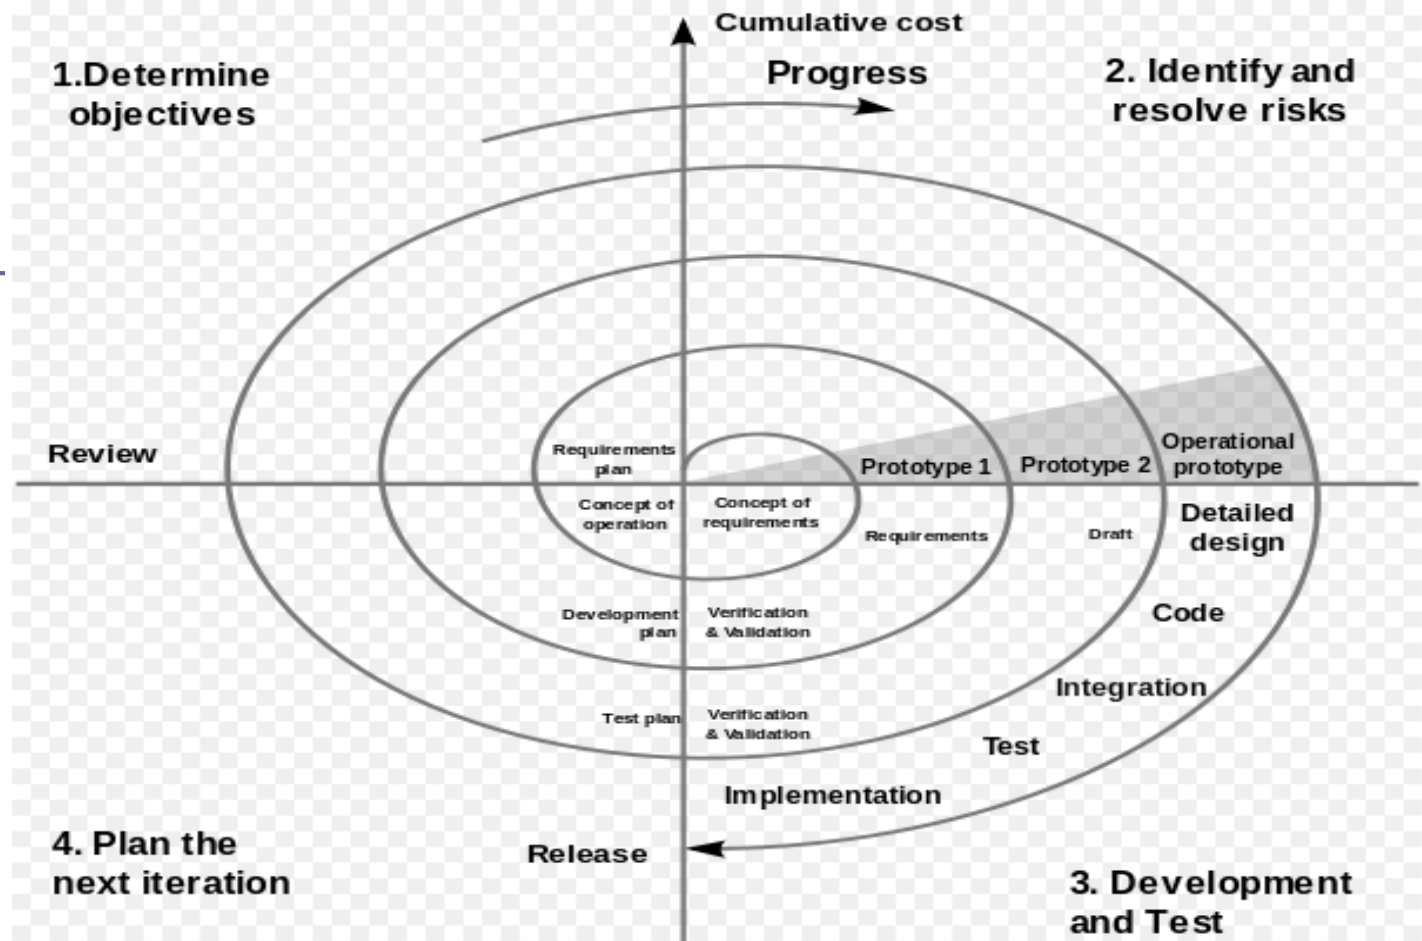 Cumulative cost
Progress
1.Determine
objectives
2. Identify and
resolve risks
Review
Requirements
plan
Concept of
operation
Concept of
requirements
Prototype 1
Prototype 2
Operational
prototype
Requirements
Draft
Detailed
design
Development
plan
Verification
& Validation
Code
Integration
Test plan
Verification
& Validation
Test
Implementation
Release
4. Plan the
next iteration
3. Development
and Test